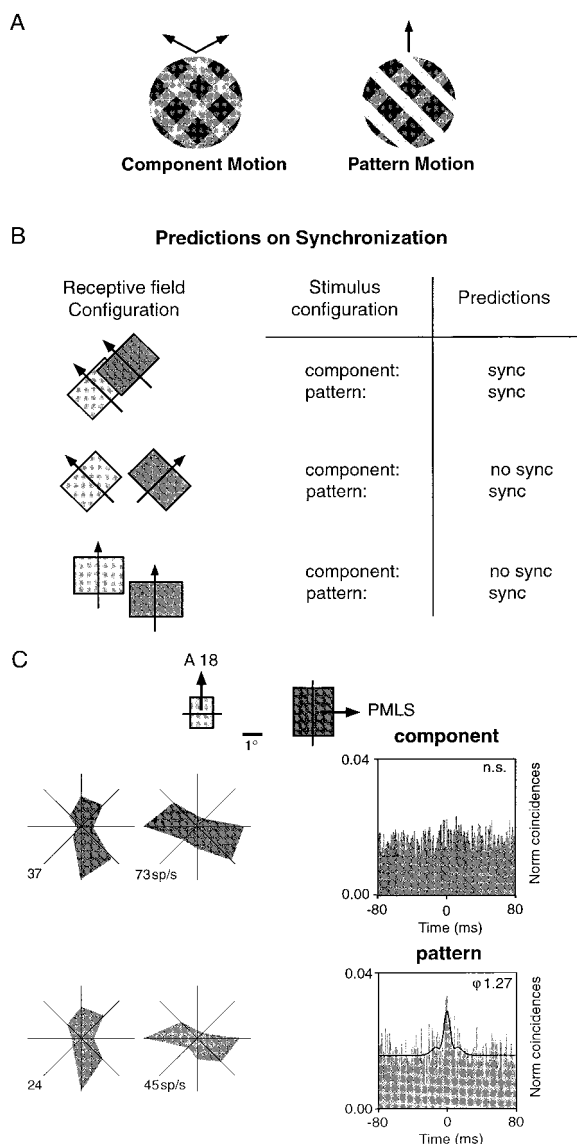 A
Component Motion Pattern Motion
B Predictions on Synchronization
Receptive field Stimulus Predictions
Configuration configuration
component: sync
pattern: sync
component: no sync
pattern: sync
component: no sync
pattern: sync
C
A 18
PMLS
1°
component
0.04 n.s.
Norm coincidences
37 73sp/s
0.00
-80 0 80
Time (ms)
pattern
0.04 φ 1.27
Norm coincidences
24 45sp/s
0.00
-80 0 80
Time (ms)